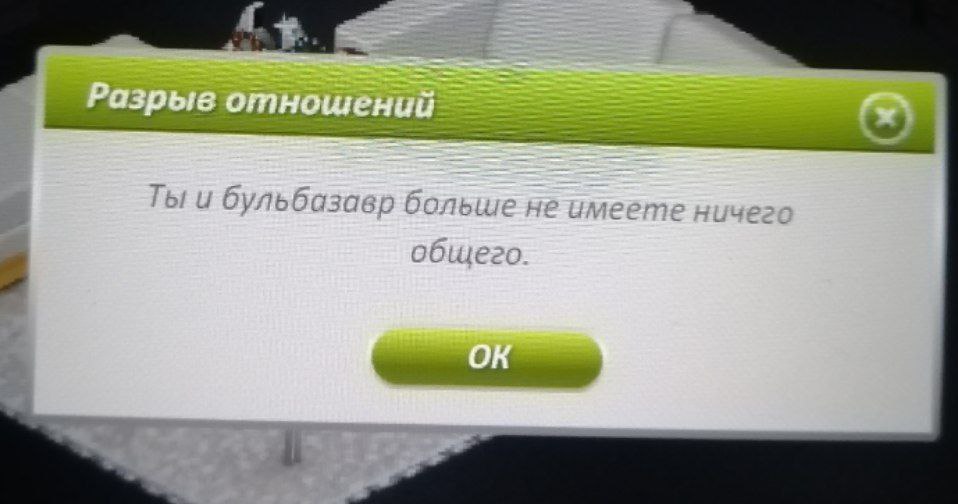 Разрыв отношений
Ты и бульбазавр больше не имеете ничего
общего.
ОК